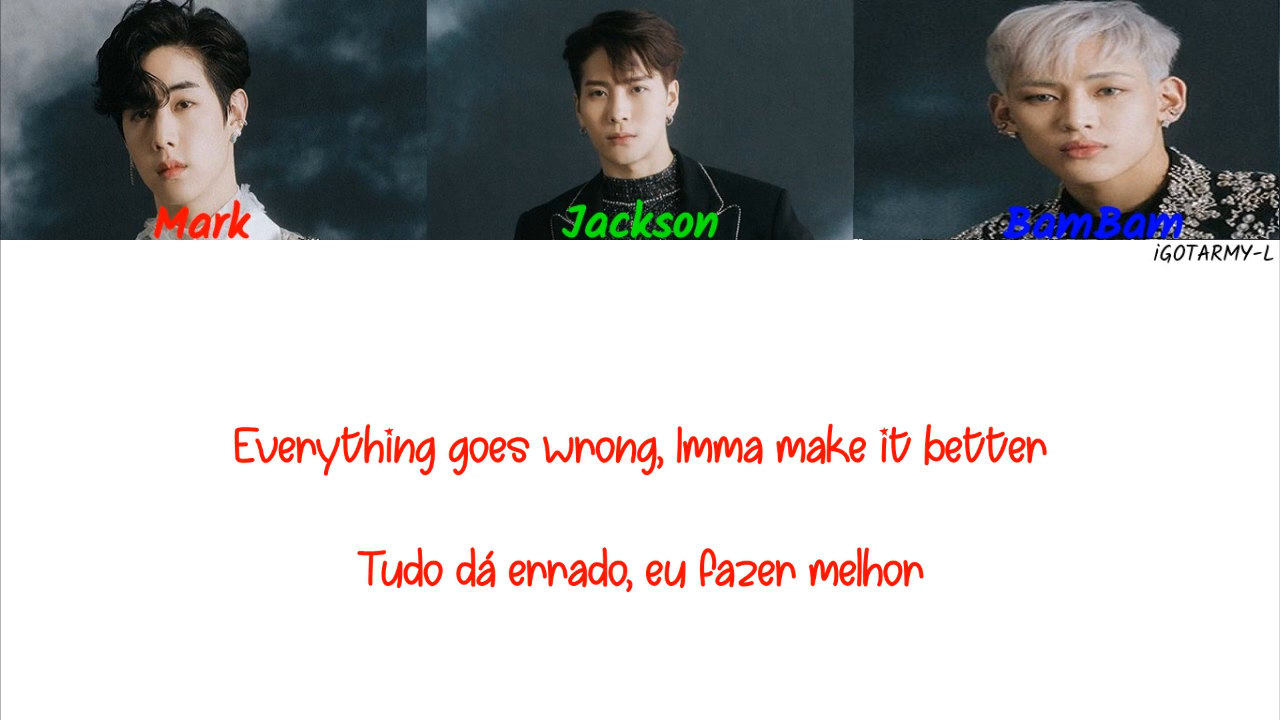 Mark
Jackson
BamBam
iGOTARMY-L
Everything goes wrong, Imma make it better
Tudo dá errado, eu fazer melhor